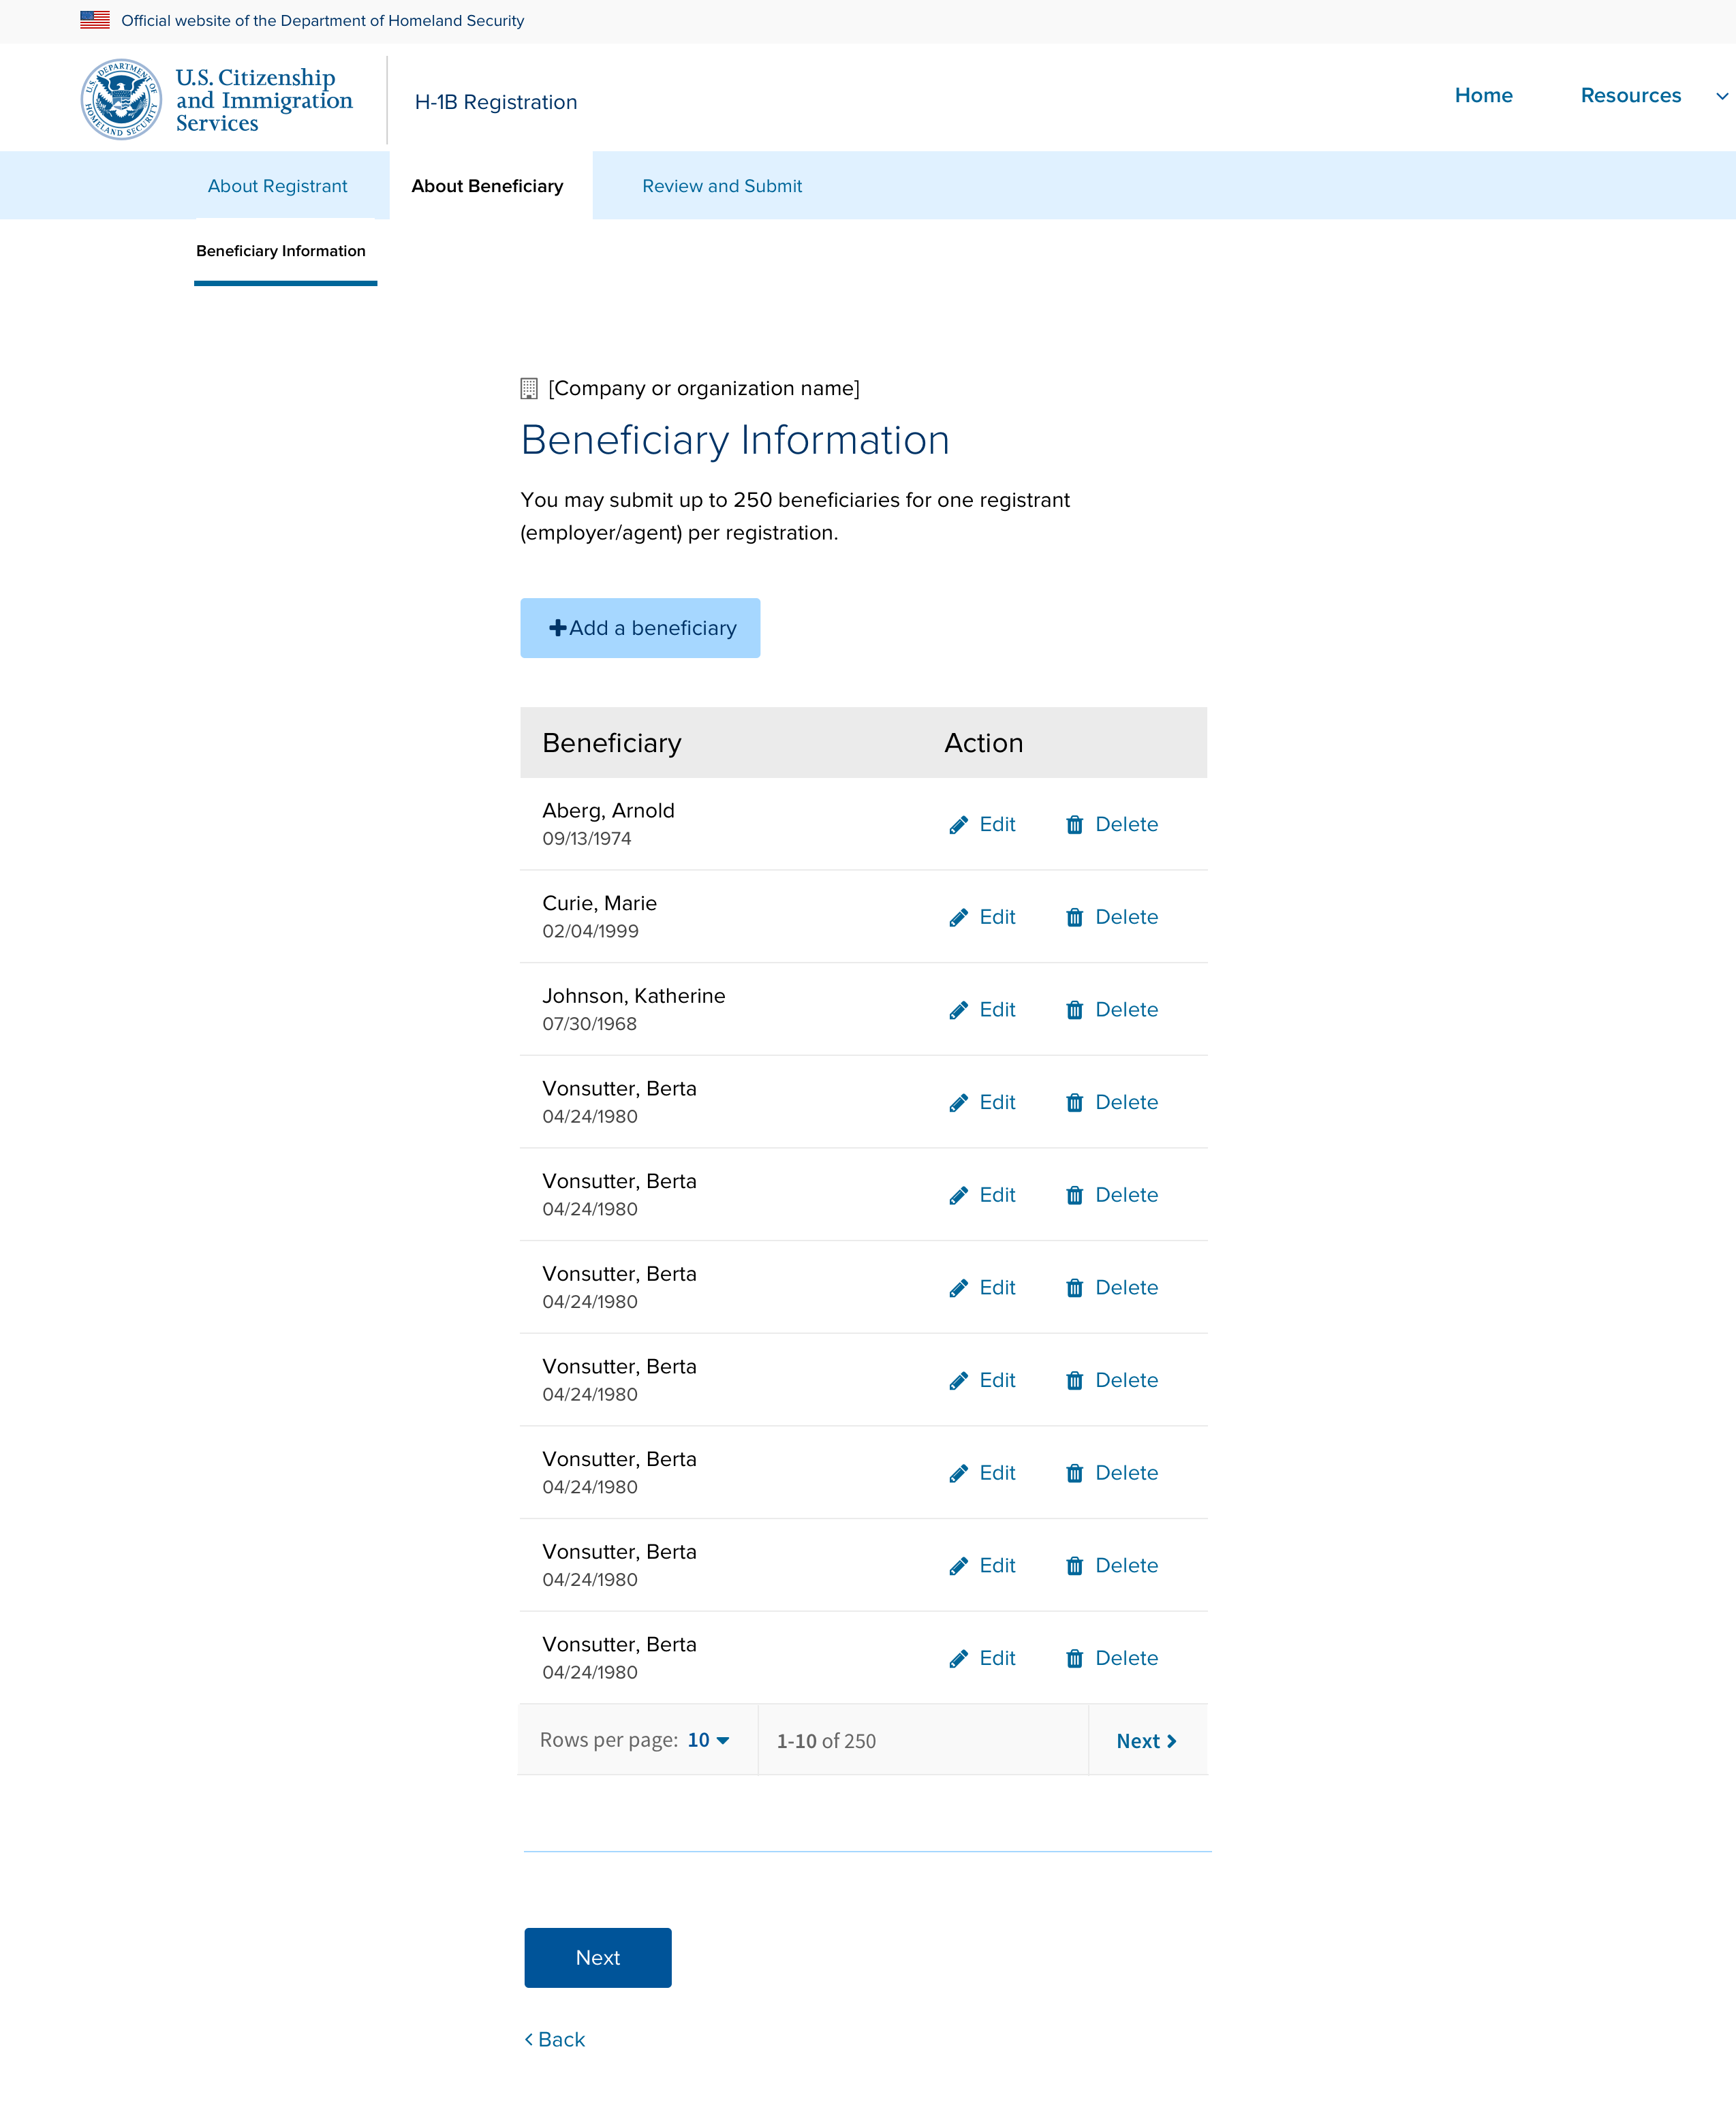 Official website of the Department of Homeland Security
U.S. DEPARTMENT OF HOMELAND SECURITY
U.S. Citizenship
and Immigration
Services
H-1B Registration
Home
Resources
About Registrant
About Beneficiary
Review and Submit
Beneficiary Information
[Company or organization name]
Beneficiary Information
You may submit up to 250 beneficiaries for one registrant
(employer/agent) per registration.
Add a beneficiary
Beneficiary Action
Aberg, Arnold
09/13/1974
Edit Delete
Curie, Marie
02/04/1999
Edit Delete
Johnson, Katherine
07/30/1968
Edit Delete
Vonsutter, Berta
04/24/1980
Edit Delete
Vonsutter, Berta
04/24/1980
Edit Delete
Vonsutter, Berta
04/24/1980
Edit Delete
Vonsutter, Berta
04/24/1980
Edit Delete
Vonsutter, Berta
04/24/1980
Edit Delete
Vonsutter, Berta
04/24/1980
Edit Delete
Vonsutter, Berta
04/24/1980
Edit Delete
Rows per page: 10 1-10 of 250 Next
Next
Back